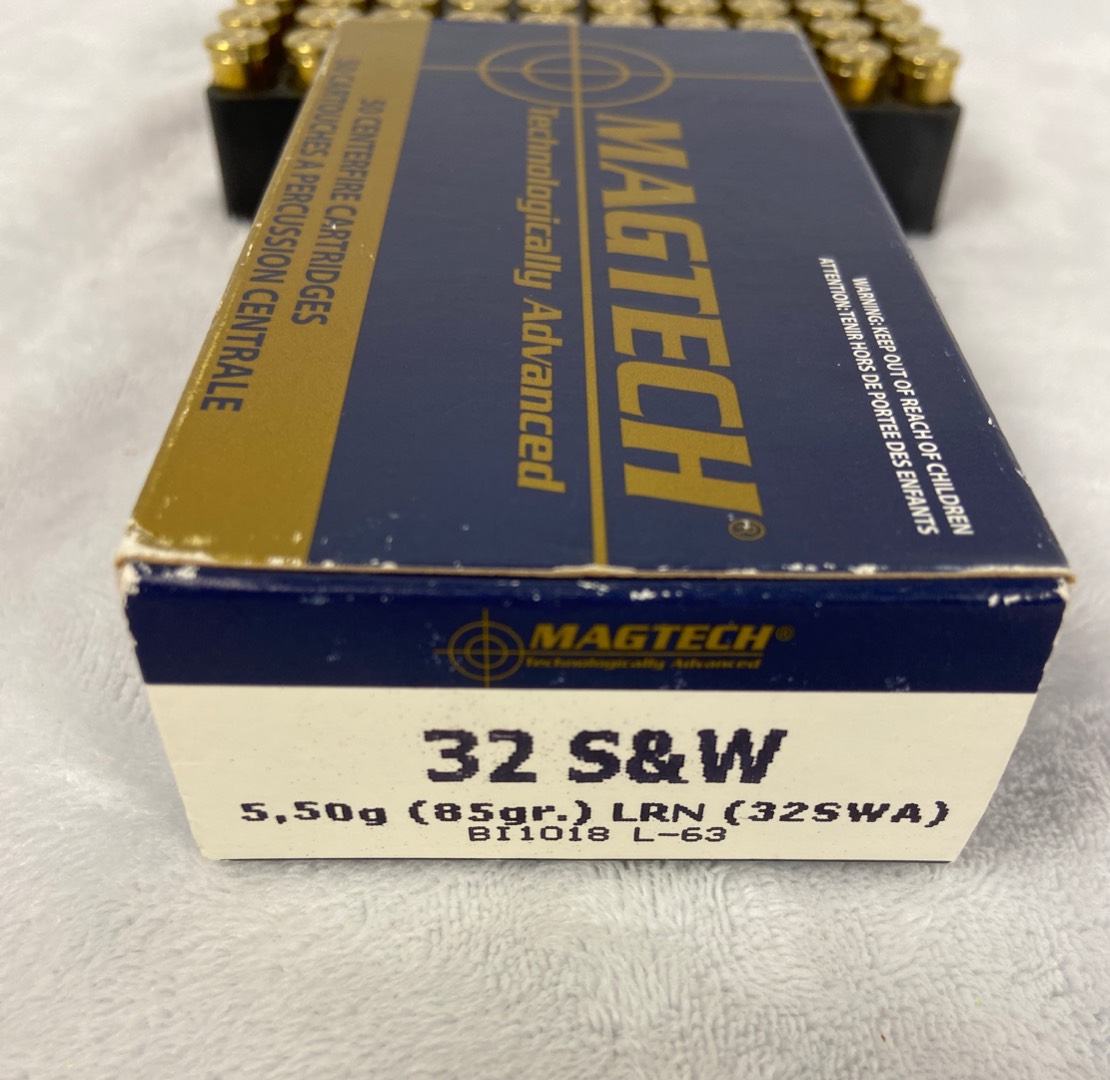 50 CENTERFIRE CARTRIDGES
50 CARTOUCHES A PERCUSSION CENTRALE
MAGTECH®
Technologically Advanced
WARNING: KEEP OUT OF REACH OF CHILDREN
ATTENTION: TENIR HORS DE PORTEE DES ENFANTS
MAGTECH®
Technologically Advanced
32 S&W
5,50g (85gr.) LRN (32SWA)
BI1018 L-63